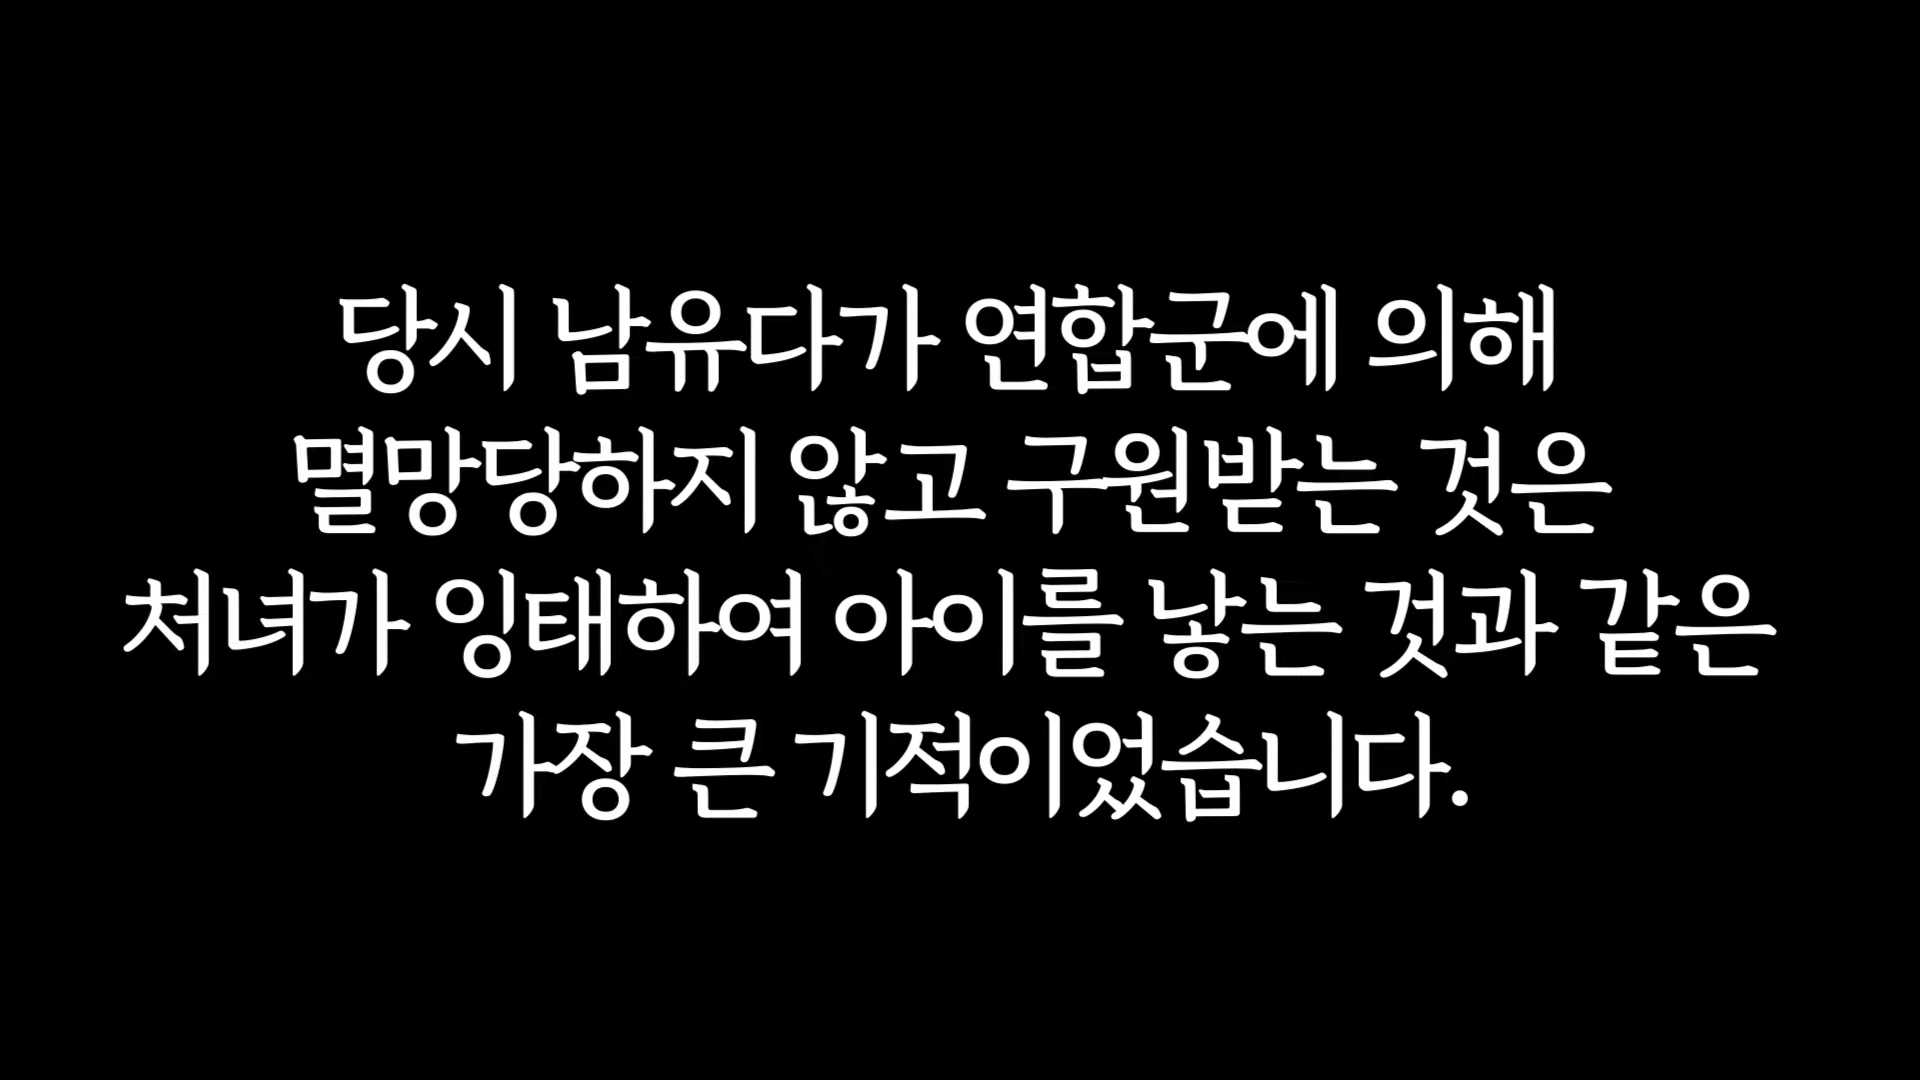 당시 남유다가 연합군에 의해
멸망당하지 않고 구원받는 것은
처녀가 잉태하여 아이를 낳는 것과 같은
가장 큰 기적이었습니다.